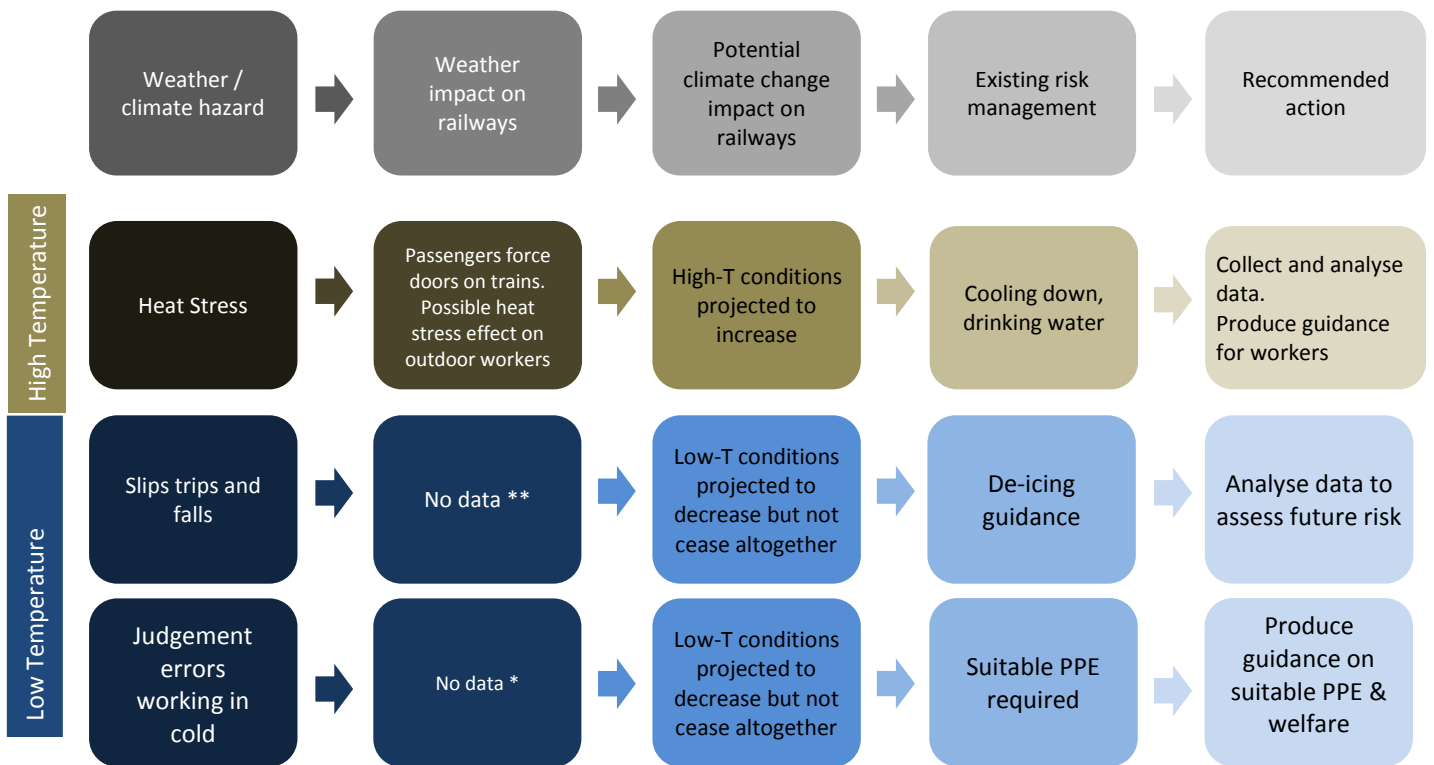 Weather /
climate hazard
Weather
impact on
railways
Potential
climate change
impact on
railways
Existing risk
management
Recommended
action
High Temperature
Heat Stress
Passengers force
doors on trains.
Possible heat
stress effect on
outdoor workers
High-T conditions
projected to
increase
Cooling down,
drinking water
Collect and analyse
data.
Produce guidance
for workers
Low Temperature
Slips trips and
falls
No data **
Low-T conditions
projected to
decrease but not
cease altogether
De-icing
guidance
Analyse data to
assess future risk
Judgement
errors
working in
cold
No data *
Low-T conditions
projected to
decrease but not
cease altogether
Suitable PPE
required
Produce
guidance on
suitable PPE &
welfare